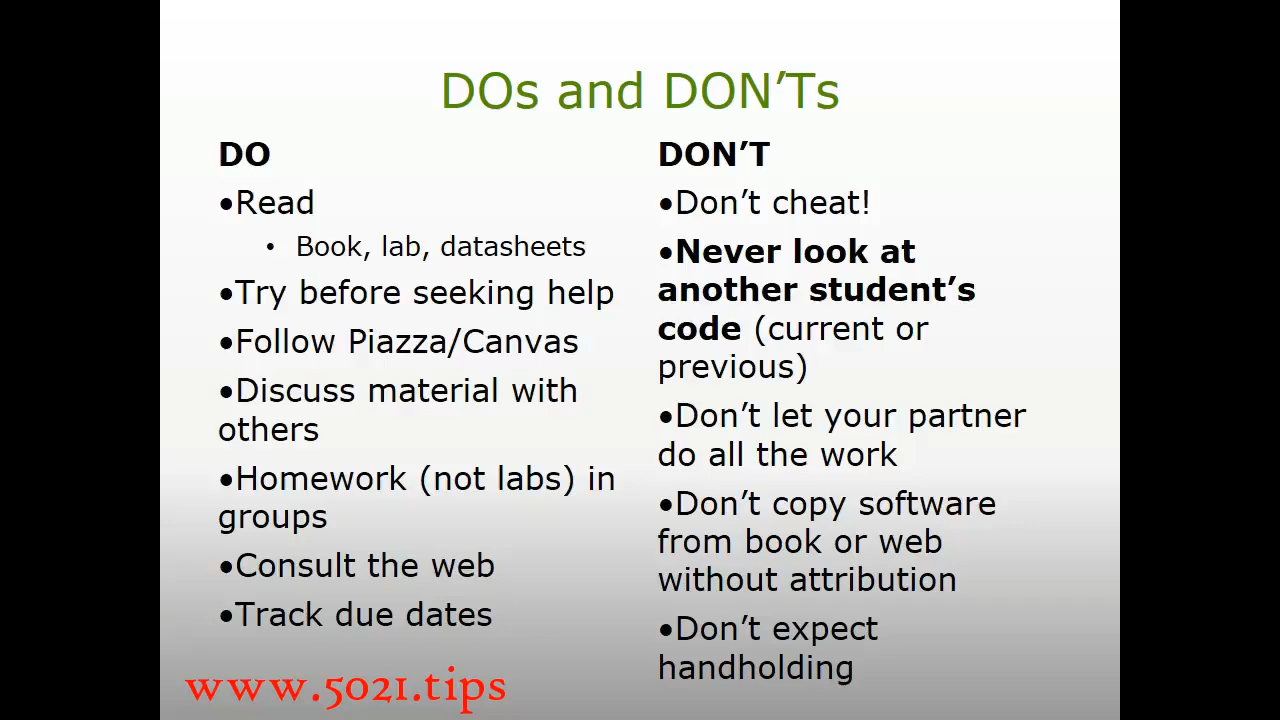 DOs and DON’Ts
DO
•Read
• Book, lab, datasheets
•Try before seeking help
•Follow Piazza/Canvas
•Discuss material with
others
•Homework (not labs) in
groups
•Consult the web
•Track due dates
DON’T
•Don’t cheat!
•Never look at
another student’s
code (current or
previous)
•Don’t let your partner
do all the work
•Don’t copy software
from book or web
without attribution
•Don’t expect
handholding
www.5021.tips